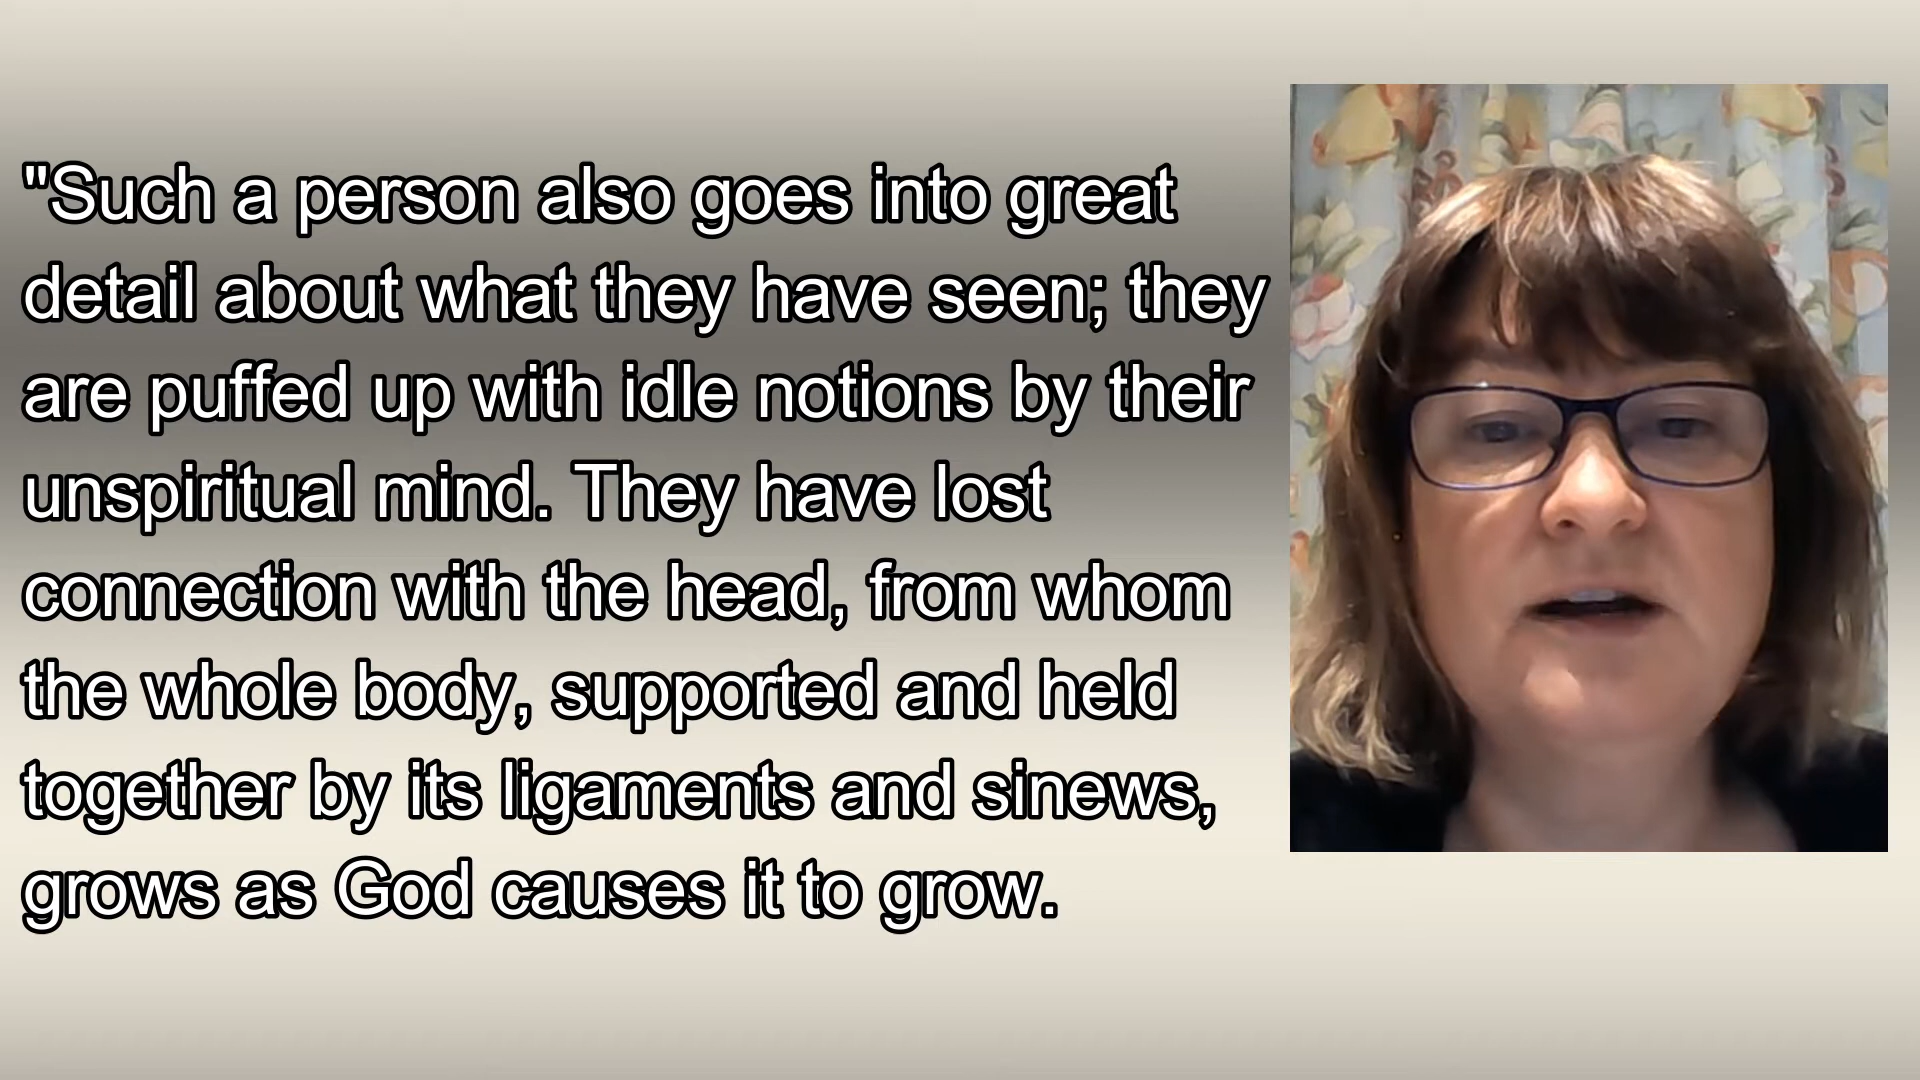 "Such a person also goes into great
detail about what they have seen; they
are puffed up with idle notions by their
unspiritual mind. They have lost
connection with the head, from whom
the whole body, supported and held
together by its ligaments and sinews,
grows as God causes it to grow.